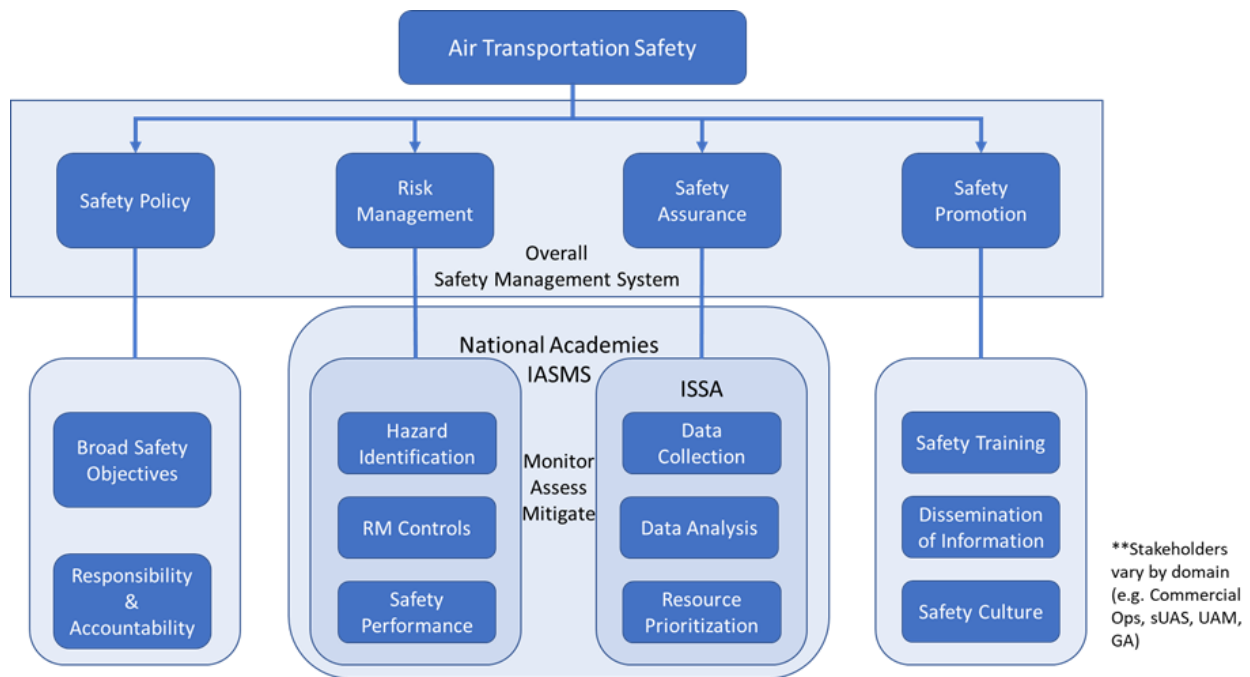 Air Transportation Safety
Safety Policy
Risk
Management
Safety
Assurance
Safety
Promotion
Overall
Safety Management System
National Academies
IASMS
ISSA
Broad Safety
Objectives
Responsibility
&
Accountability
Hazard
Identification
RM Controls
Safety
Performance
Monitor
Assess
Mitigate
Data
Collection
Data Analysis
Resource
Prioritization
Safety Training
Dissemination
of Information
Safety Culture
**Stakeholders
vary by domain
(e.g. Commercial
Ops, sUAS, UAM,
GA)